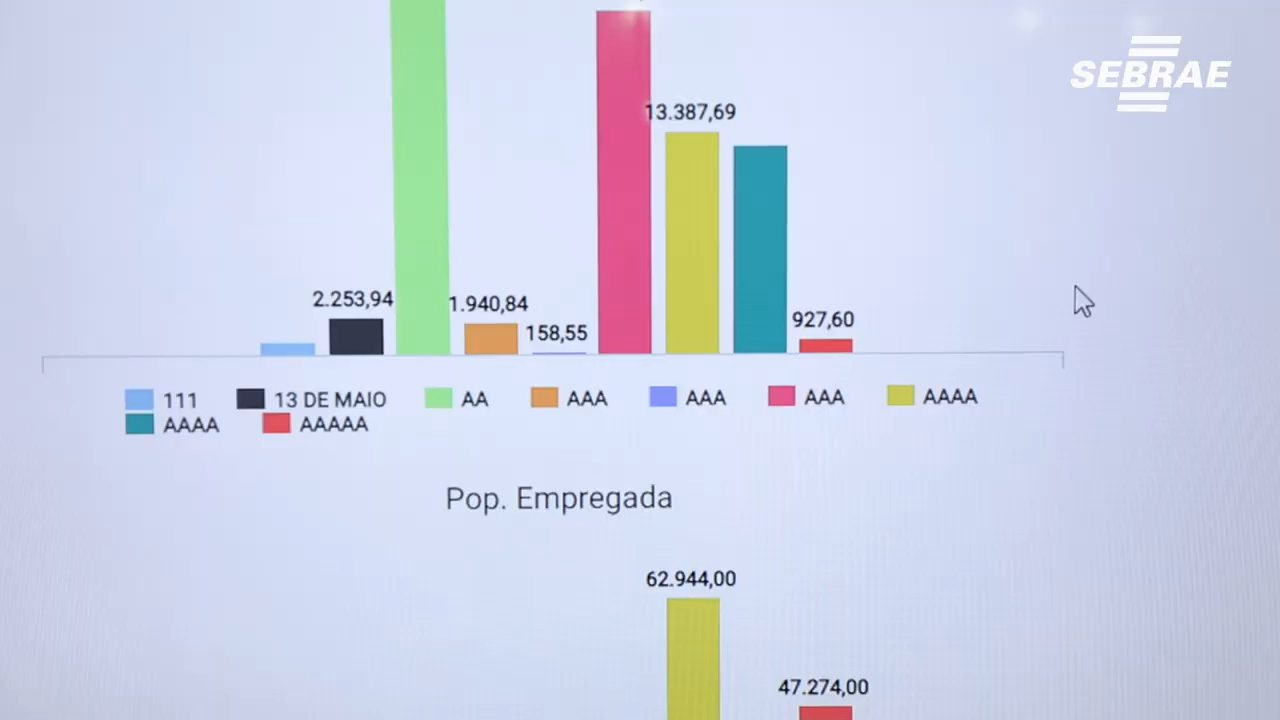 SEBRAE
13.387,69
2.253,94
1.940,84
158,55
927,60
111 13 DE MAIO AA AAA AAA AAA AAAA
AAAA AAAAA
Pop. Empregada
62.944,00
47.274,00